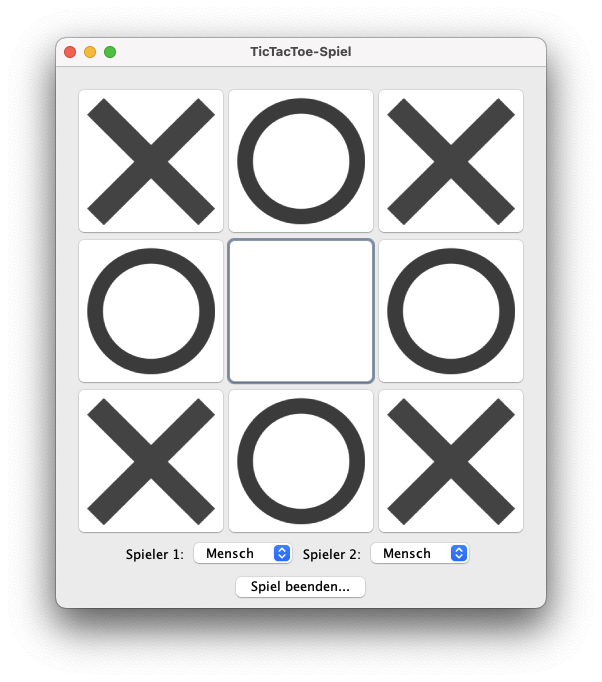 TicTacToe-Spiel
X O X
O O
X O X
Spieler 1: Mensch Spieler 2: Mensch
Spiel beenden...